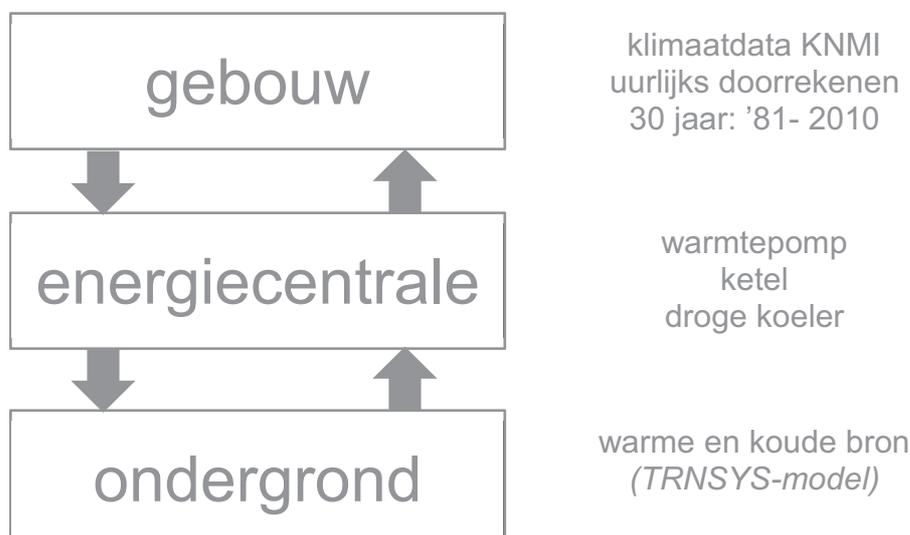 gebouw
klimaatdata KNMI
uurlijks doorrekenen
30 jaar: ’81- 2010
energiecentrale
warmtepomp
ketel
droge koeler
ondergrond
warme en koude bron
(TRNSYS-model)